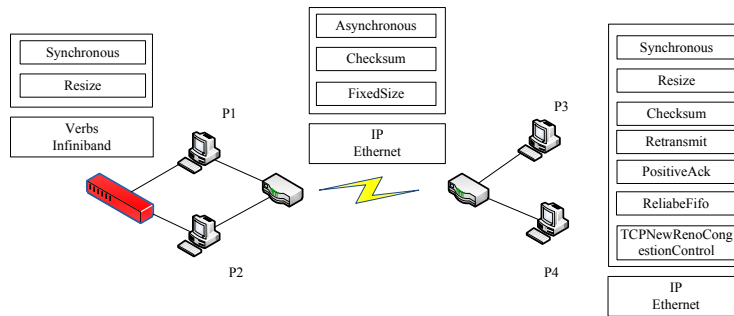 Synchronous
Resize
Verbs
Infiniband
P1
P2
Asynchronous
Checksum
FixedSize
IP
Ethernet
P3
P4
Synchronous
Resize
Checksum
Retransmit
PositiveAck
ReliabeFifo
TCPNewRenoCong
estionControl
IP
Ethernet